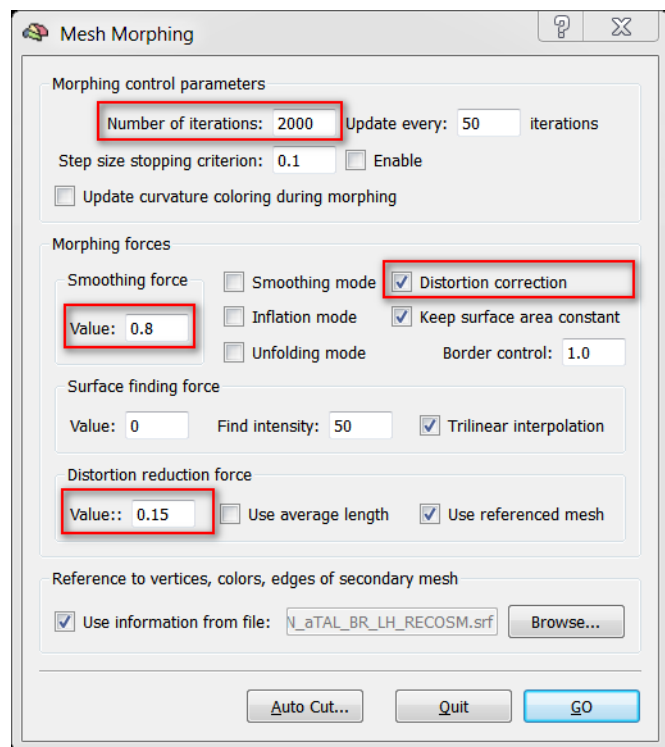 Mesh Morphing
Morphing control parameters
Number of iterations: 2000 Update every: 50 iterations
Step size stopping criterion: 0.1 Enable
Update curvature coloring during morphing
Morphing forces
Smoothing force
Value: 0.8
Smoothing mode
Distortion correction
Inflation mode
Keep surface area constant
Unfolding mode
Border control: 1.0
Surface finding force
Value: 0 Find intensity: 50 Trilinear interpolation
Distortion reduction force
Value:: 0.15 Use average length Use referenced mesh
Reference to vertices, colors, edges of secondary mesh
Use information from file: N_aTAL_BR_LH_RECOSM.srf Browse...
Auto Cut... Quit GO